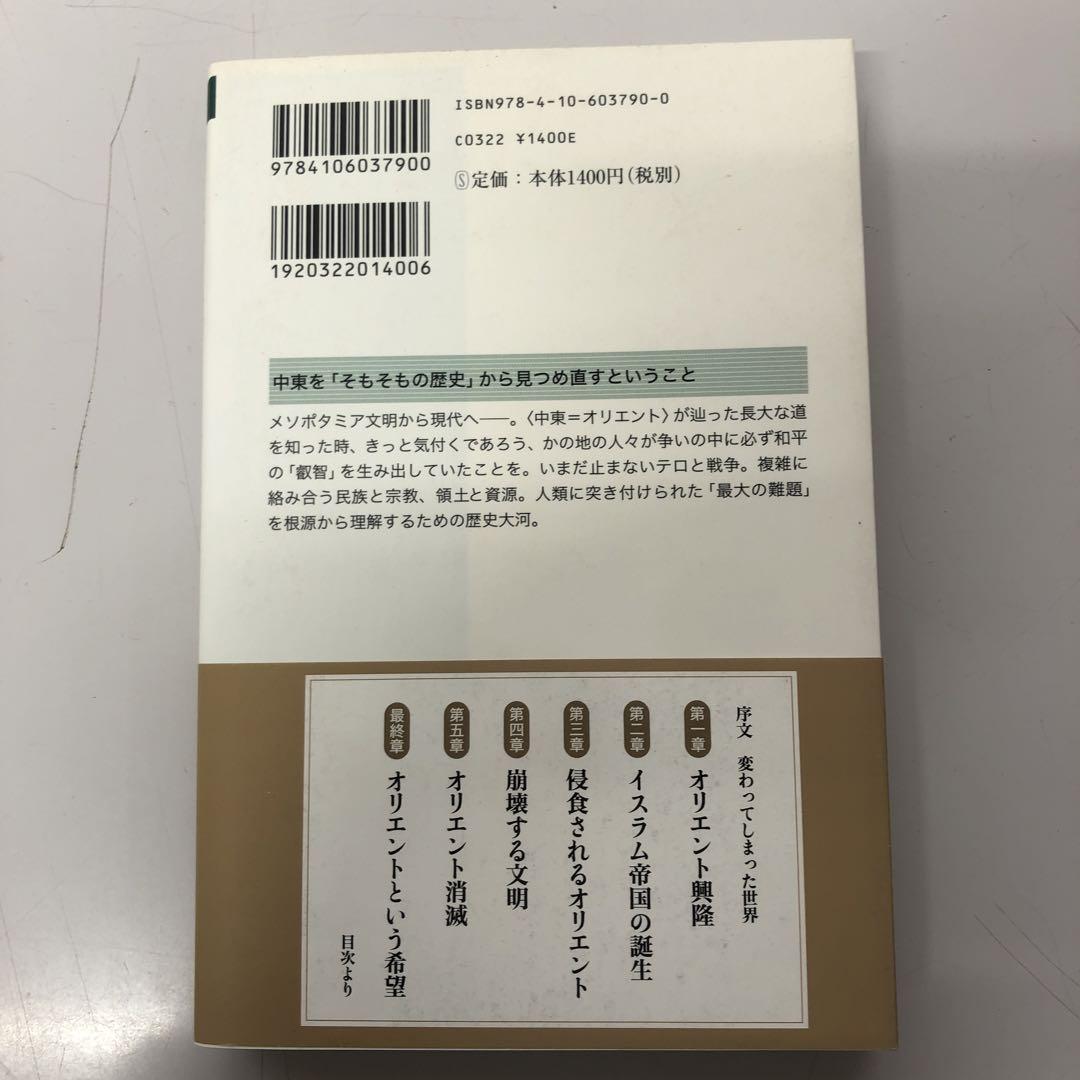 ISBN978-4-10-603790-0
C0322 ¥1400E
Ⓢ定価：本体1400円（税別）
9784106037900
1920322014006
中東を「そもそもの歴史」から見つめ直すということ
メソポタミア文明から現代へ――。〈中東＝オリエント〉が辿った長大な道
を知った時、きっと気付くであろう、かの地の人々が争いの中に必ず和平
の「叡智」を生み出していたことを。いまだ止まないテロと戦争。複雑に
絡み合う民族と宗教、領土と資源。人類に突き付けられた「最大の難題」
を根源から理解するための歴史大河。
序文 変わってしまった世界
第一章 オリエント興隆
第二章 イスラム帝国の誕生
第三章 侵食されるオリエント
第四章 崩壊する文明
第五章 オリエント消滅
最終章 オリエントという希望
目次より